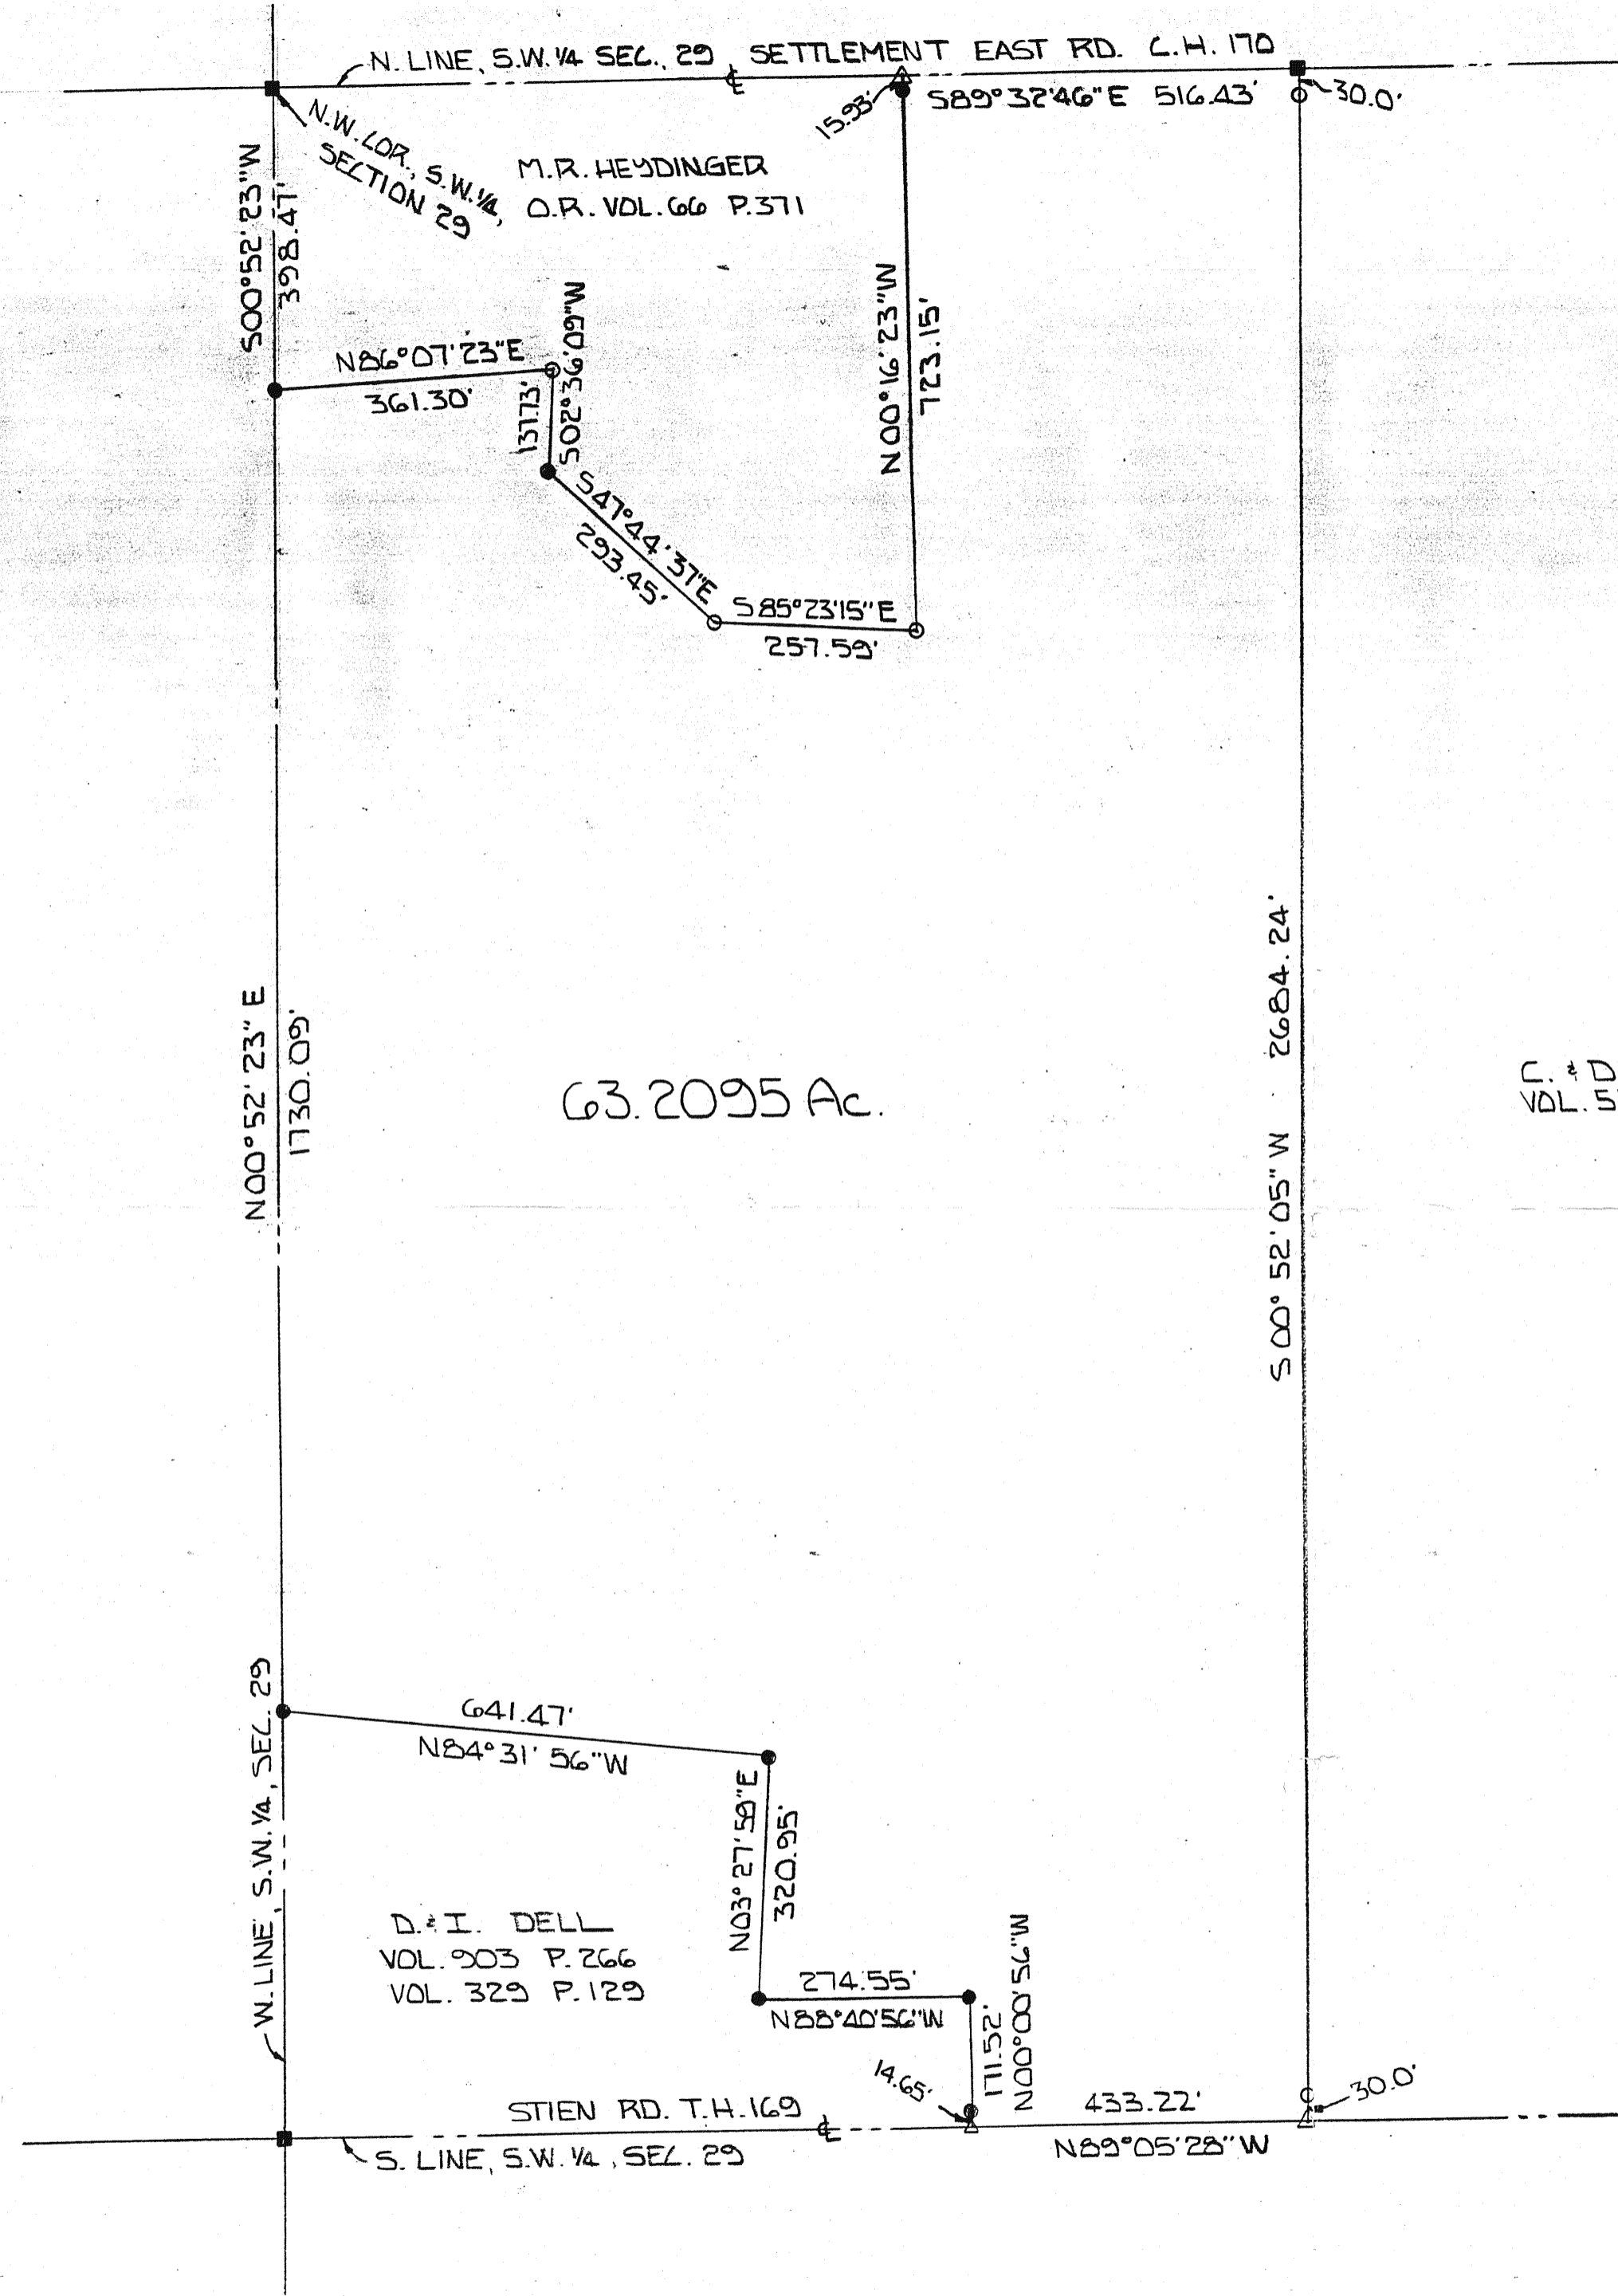 N. LINE, S.W. 1/4 SEC., 29 , SETTLEMENT EAST RD. C.H. 170
S89°32'46"E 516.43'
30.0'
15.93'
N.W. COR., S.W. 1/4,
SECTION 29
M.R. HEYDINGER
O.R. VOL. 66 P. 371
S00°52'23"W
398.47'
N86°07'23"E
361.30'
137.73'
S02°36'09"W
S47°44'37"E
293.45'
S85°23'15"E
257.59'
N00°16'23"W
723.15'
N00°52'23"E
1730.09'
63.2095 Ac.
S00°52'05"W 2684.24'
C. & D
VOL. 5
W. LINE, S.W. 1/4, SEC. 29
641.47'
N84°31'56"W
N03°27'59"E
320.95'
D. & I. DELL
VOL. 903 P. 266
VOL. 329 P. 129
274.55'
N88°40'56"W
171.52'
N00°00'56"W
14.65'
30.0'
STIEN RD. T.H. 169
433.22'
N89°05'28"W
S. LINE, S.W. 1/4 , SEC. 29